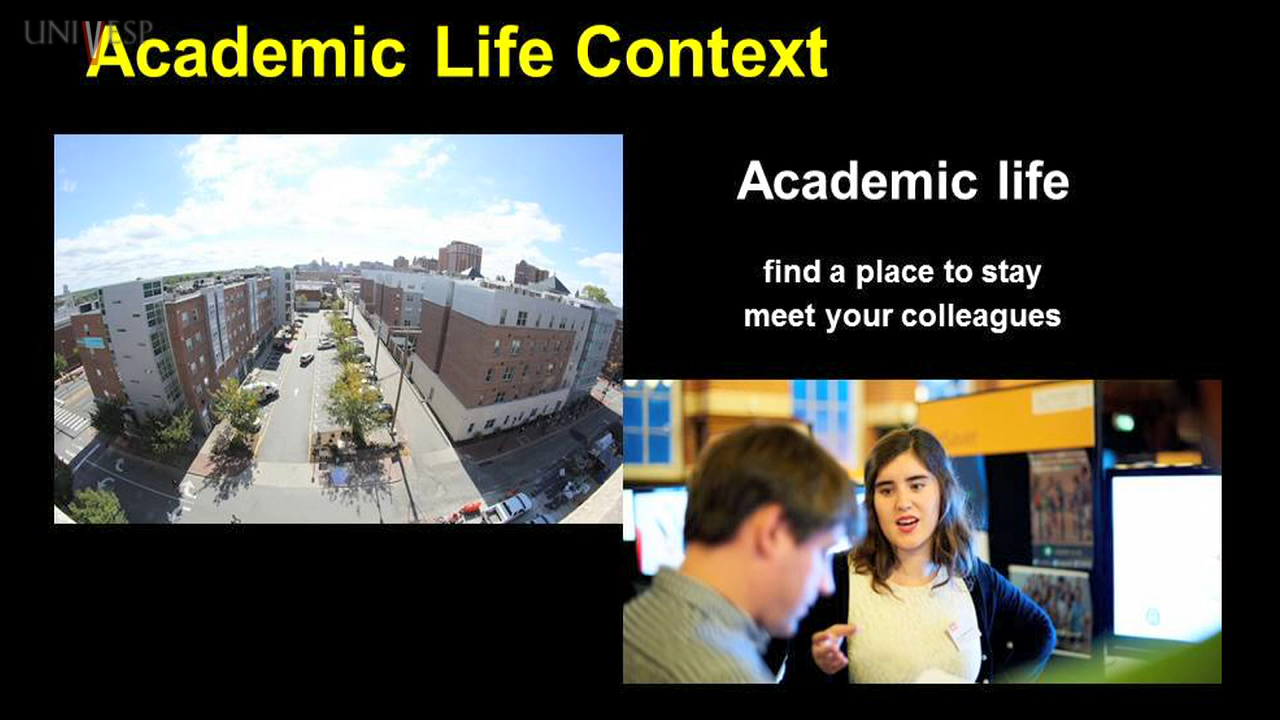 UNIVESP
Academic Life Context
Academic life
find a place to stay
meet your colleagues